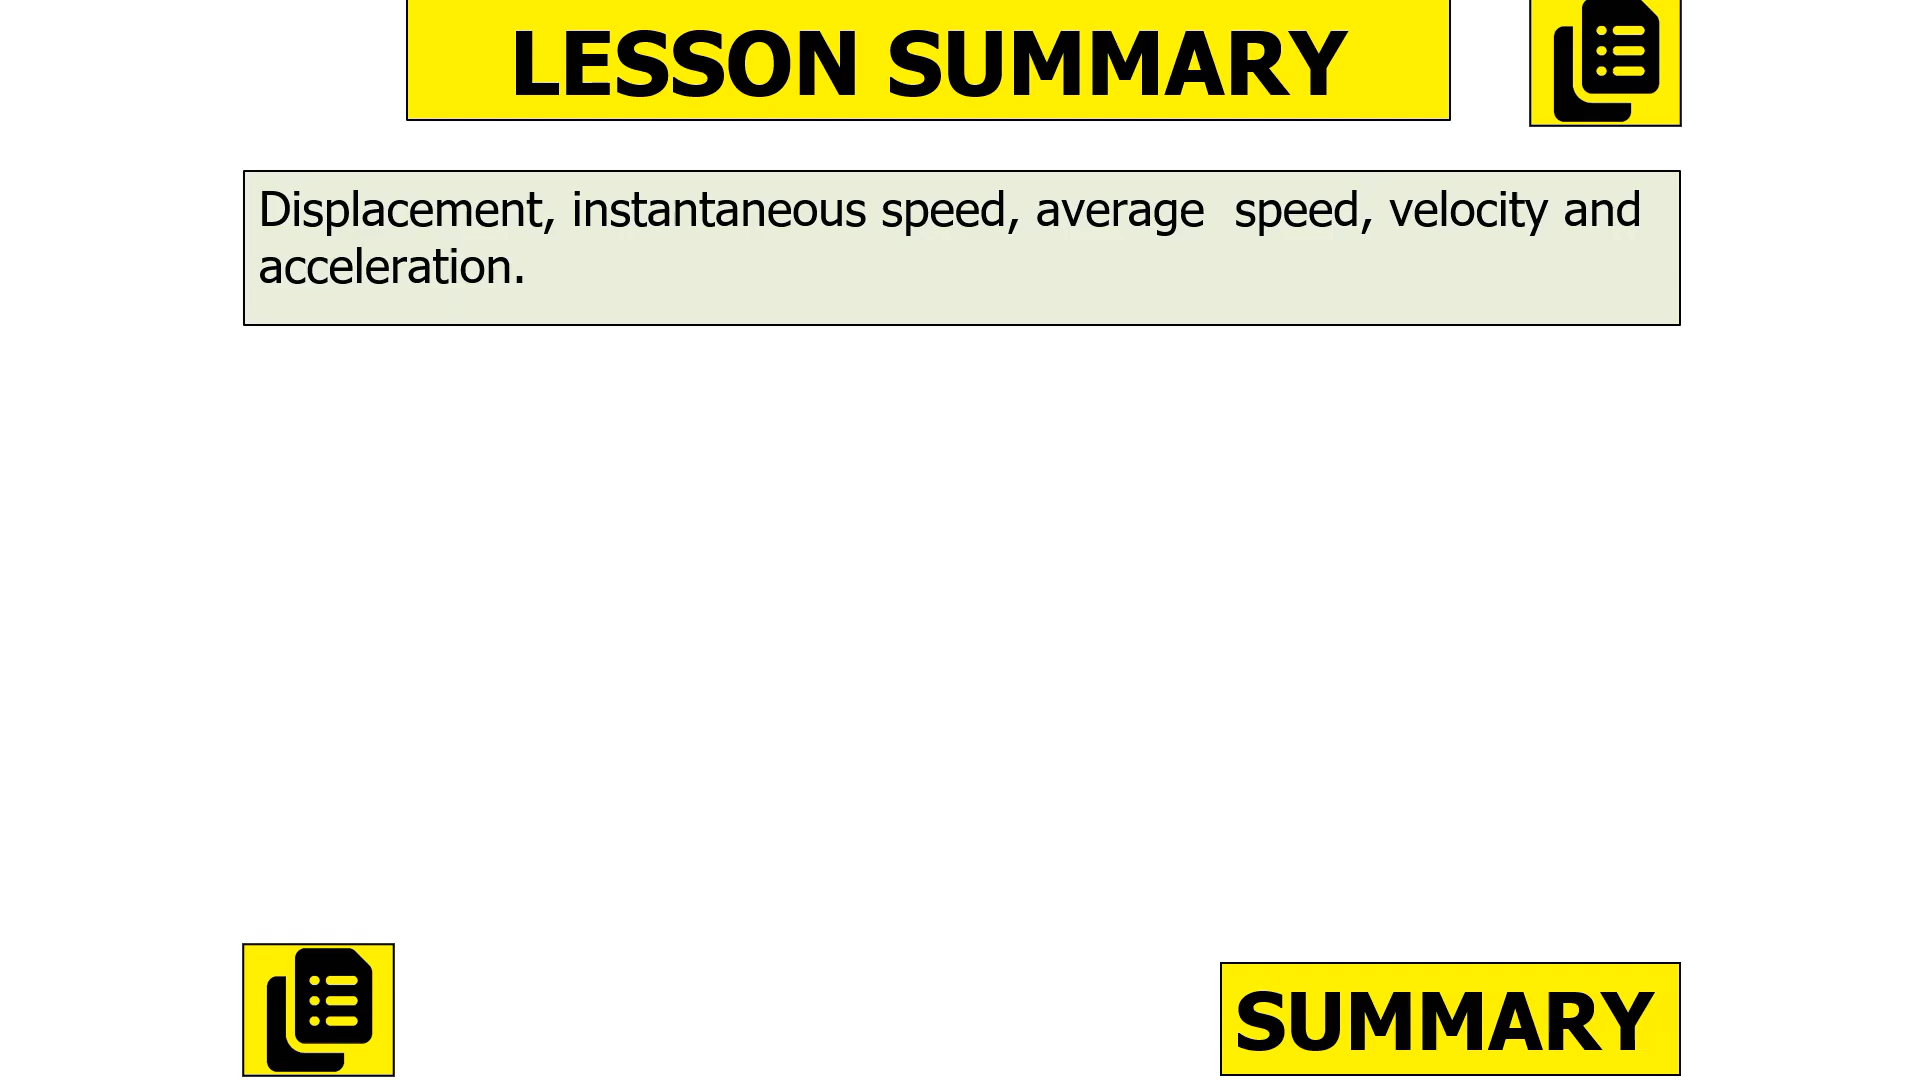 LESSON SUMMARY
Displacement, instantaneous speed, average  speed, velocity and
acceleration.
SUMMARY